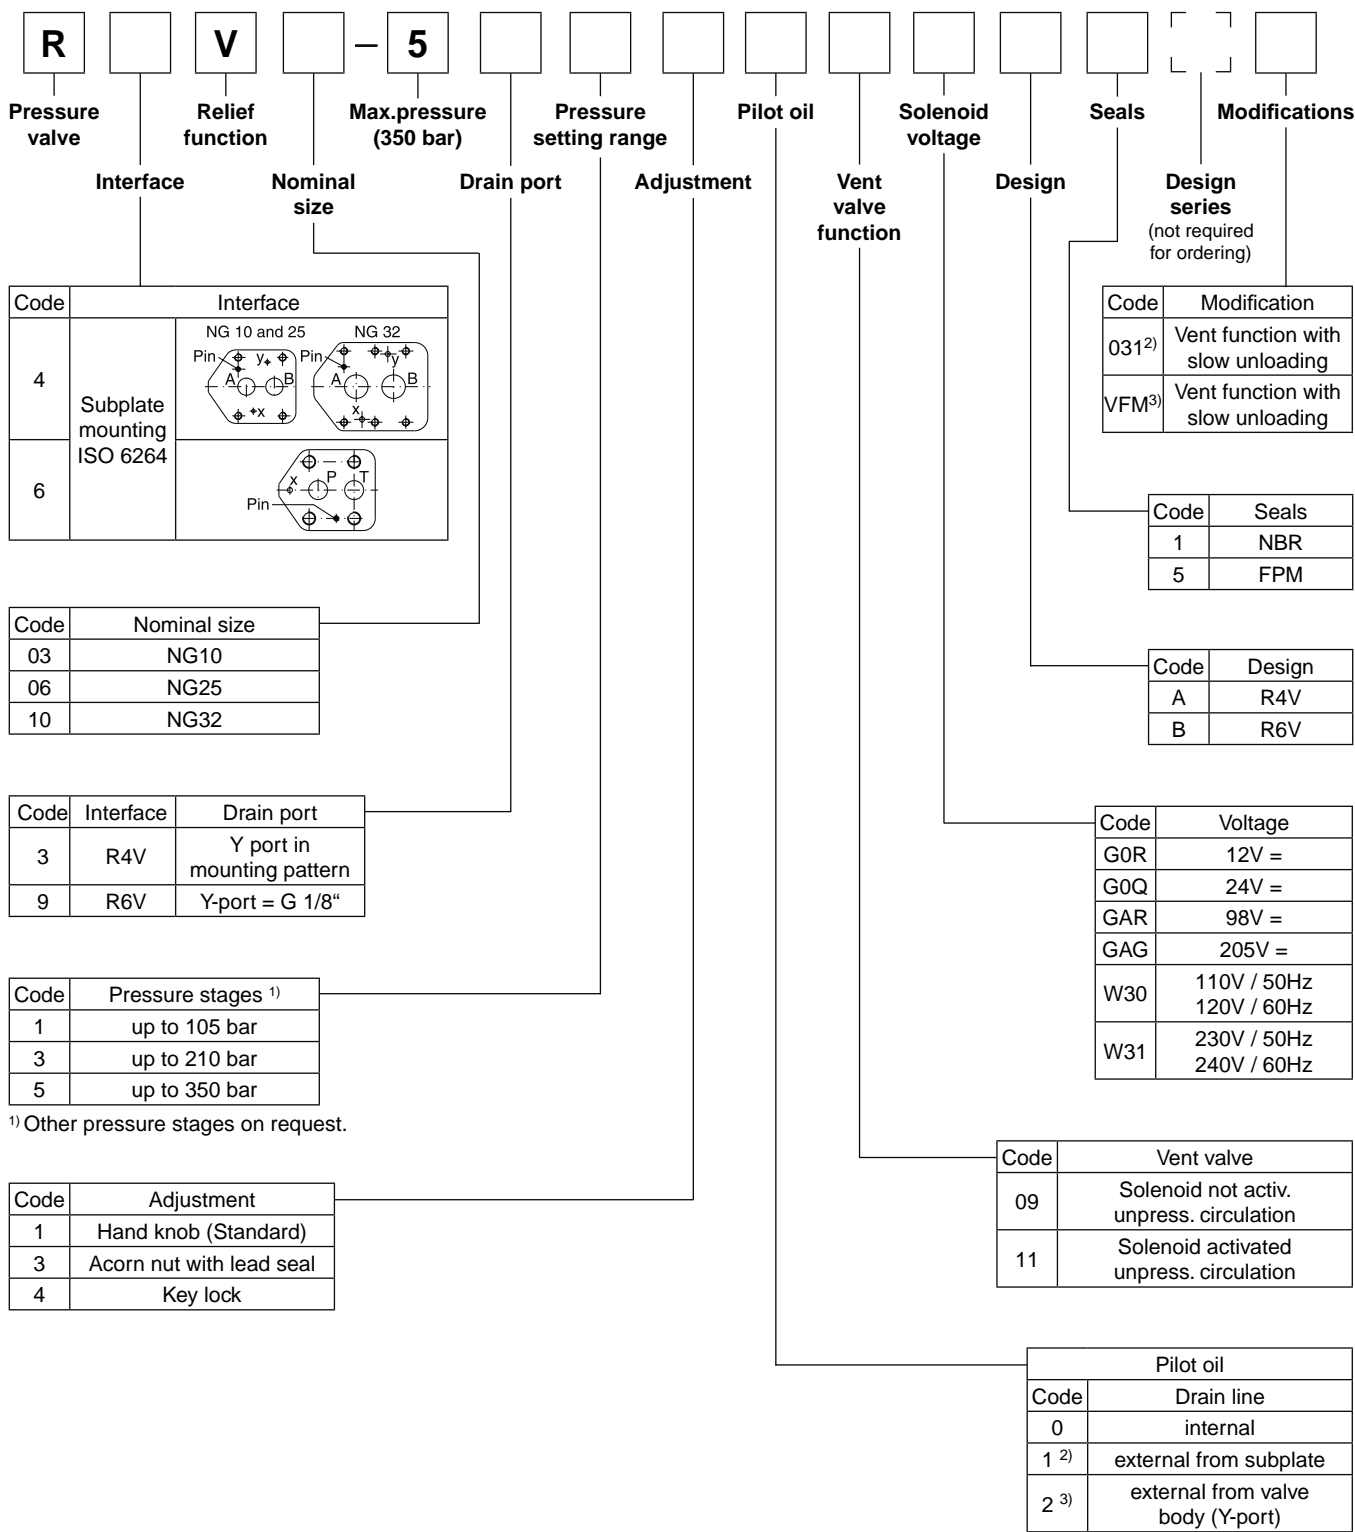 R V – 5
Pressure valve
Relief function
Max.pressure (350 bar)
Pressure setting range
Pilot oil
Solenoid voltage
Seals
Modifications
Interface
Nominal size
Drain port
Adjustment
Vent valve function
Design
Design series
(not required for ordering)
Code Interface
4
Subplate mounting ISO 6264
NG 10 and 25
NG 32
Pin y A B x
Pin y A B x
6
x P T
Pin
Code Modification
031 2) Vent function with slow unloading
VFM 3) Vent function with slow unloading
Code Seals
1 NBR
5 FPM
Code Nominal size
03 NG10
06 NG25
10 NG32
Code Design
A R4V
B R6V
Code Interface Drain port
3 R4V Y port in mounting pattern
9 R6V Y-port = G 1/8“
Code Voltage
G0R 12V =
G0Q 24V =
GAR 98V =
GAG 205V =
W30 110V / 50Hz
120V / 60Hz
W31 230V / 50Hz
240V / 60Hz
Code Pressure stages 1)
1 up to 105 bar
3 up to 210 bar
5 up to 350 bar
1) Other pressure stages on request.
Code Vent valve
09 Solenoid not activ.
unpress. circulation
11 Solenoid activated
unpress. circulation
Code Adjustment
1 Hand knob (Standard)
3 Acorn nut with lead seal
4 Key lock
Pilot oil
Code Drain line
0 internal
1 2) external from subplate
2 3) external from valve
body (Y-port)